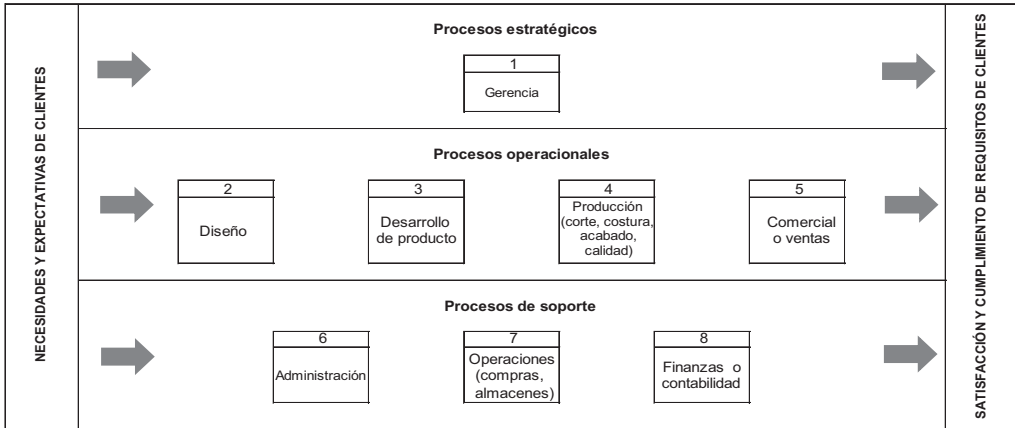 NECESIDADES Y EXPECTATIVAS DE CLIENTES
Procesos estratégicos
1
Gerencia
Procesos operacionales
2
Diseño
3
Desarrollo
de producto
4
Producción
(corte, costura,
acabado,
calidad)
5
Comercial
o ventas
Procesos de soporte
6
Administración
7
Operaciones
(compras,
almacenes)
8
Finanzas o
contabilidad
SATISFACCIÓN Y CUMPLIMIENTO DE REQUISITOS DE CLIENTES